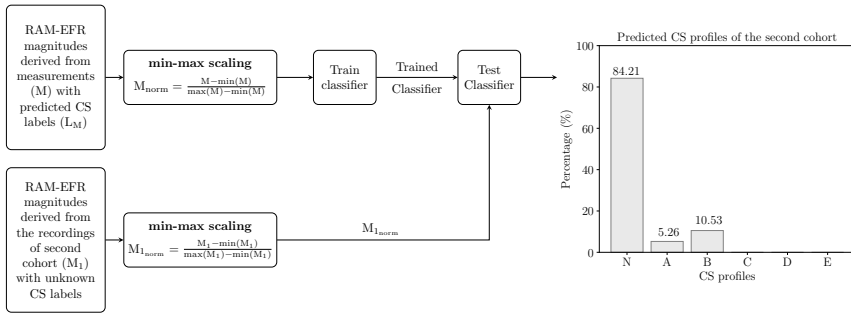 RAM-EFR
magnitudes
derived from
measurements
(M) with
predicted CS
labels (L_M)
min-max scaling
M_norm = (M−min(M))/(max(M)−min(M))
Train
classifier
Trained
Classifier
Test
Classifier
RAM-EFR
magnitudes
derived from
the recordings
of second
cohort (M_1)
with unknown
CS labels
min-max scaling
M_1norm = (M_1−min(M_1))/(max(M_1)−min(M_1))
M_1norm
Predicted CS profiles of the second cohort
Percentage (%)
100
80
60
40
20
0
84.21
5.26
10.53
N A B C D E
CS profiles